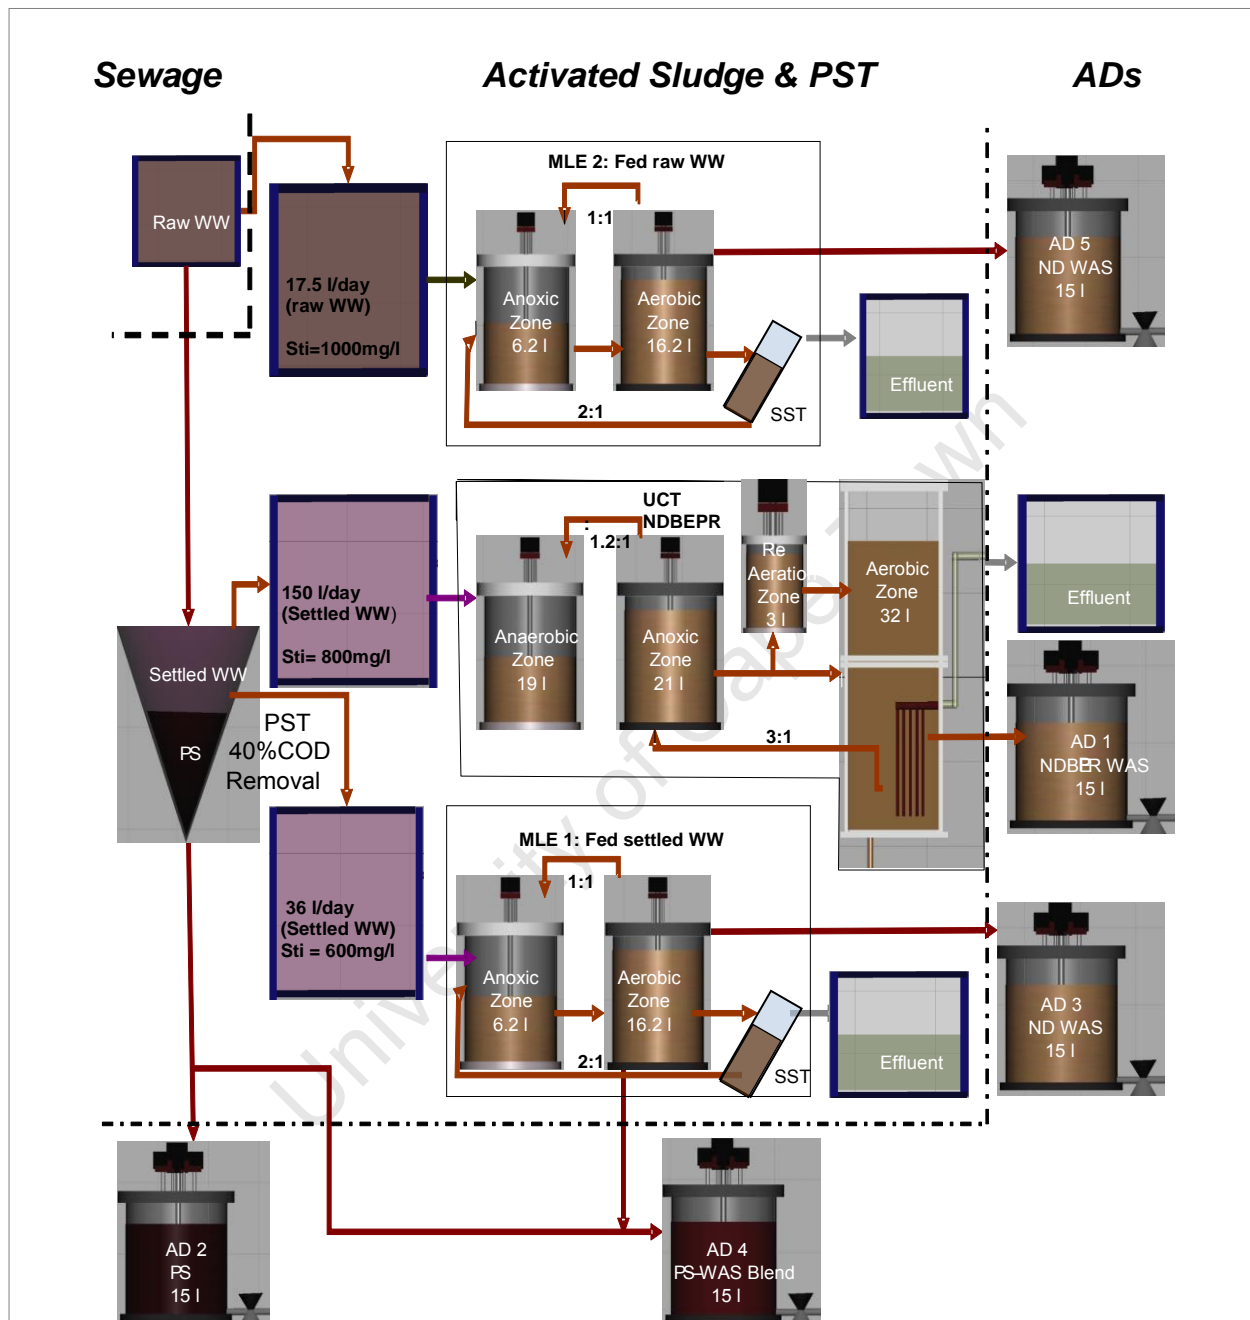 Sewage
Activated Sludge & PST
ADs
MLE 2: Fed raw WW
Raw WW
1:1
17.5 l/day
(raw WW)
Sti=1000mg/l
Anoxic
Zone
6.2 l
Aerobic
Zone
16.2 l
2:1
SST
Effluent
AD 5
ND WAS
15 l
UCT
NDBEPR
:
1.2:1
150 l/day
(Settled WW)
Sti= 800mg/l
Anaerobic
Zone
19 l
Anoxic
Zone
21 l
Re
Aeratio
Zone
3 l
Aerobic
Zone
32 l
Effluent
3:1
AD 1
NDBEPR WAS
15 l
Settled WW
PS
PST
40%COD
Removal
MLE 1: Fed settled WW
1:1
36 l/day
(Settled WW)
Sti = 600mg/l
Anoxic
Zone
6.2 l
Aerobic
Zone
16.2 l
2:1
SST
Effluent
AD 3
ND WAS
15 l
AD 2
PS
15 l
AD 4
PS-WAS Blend
15 l
University of Cape Town